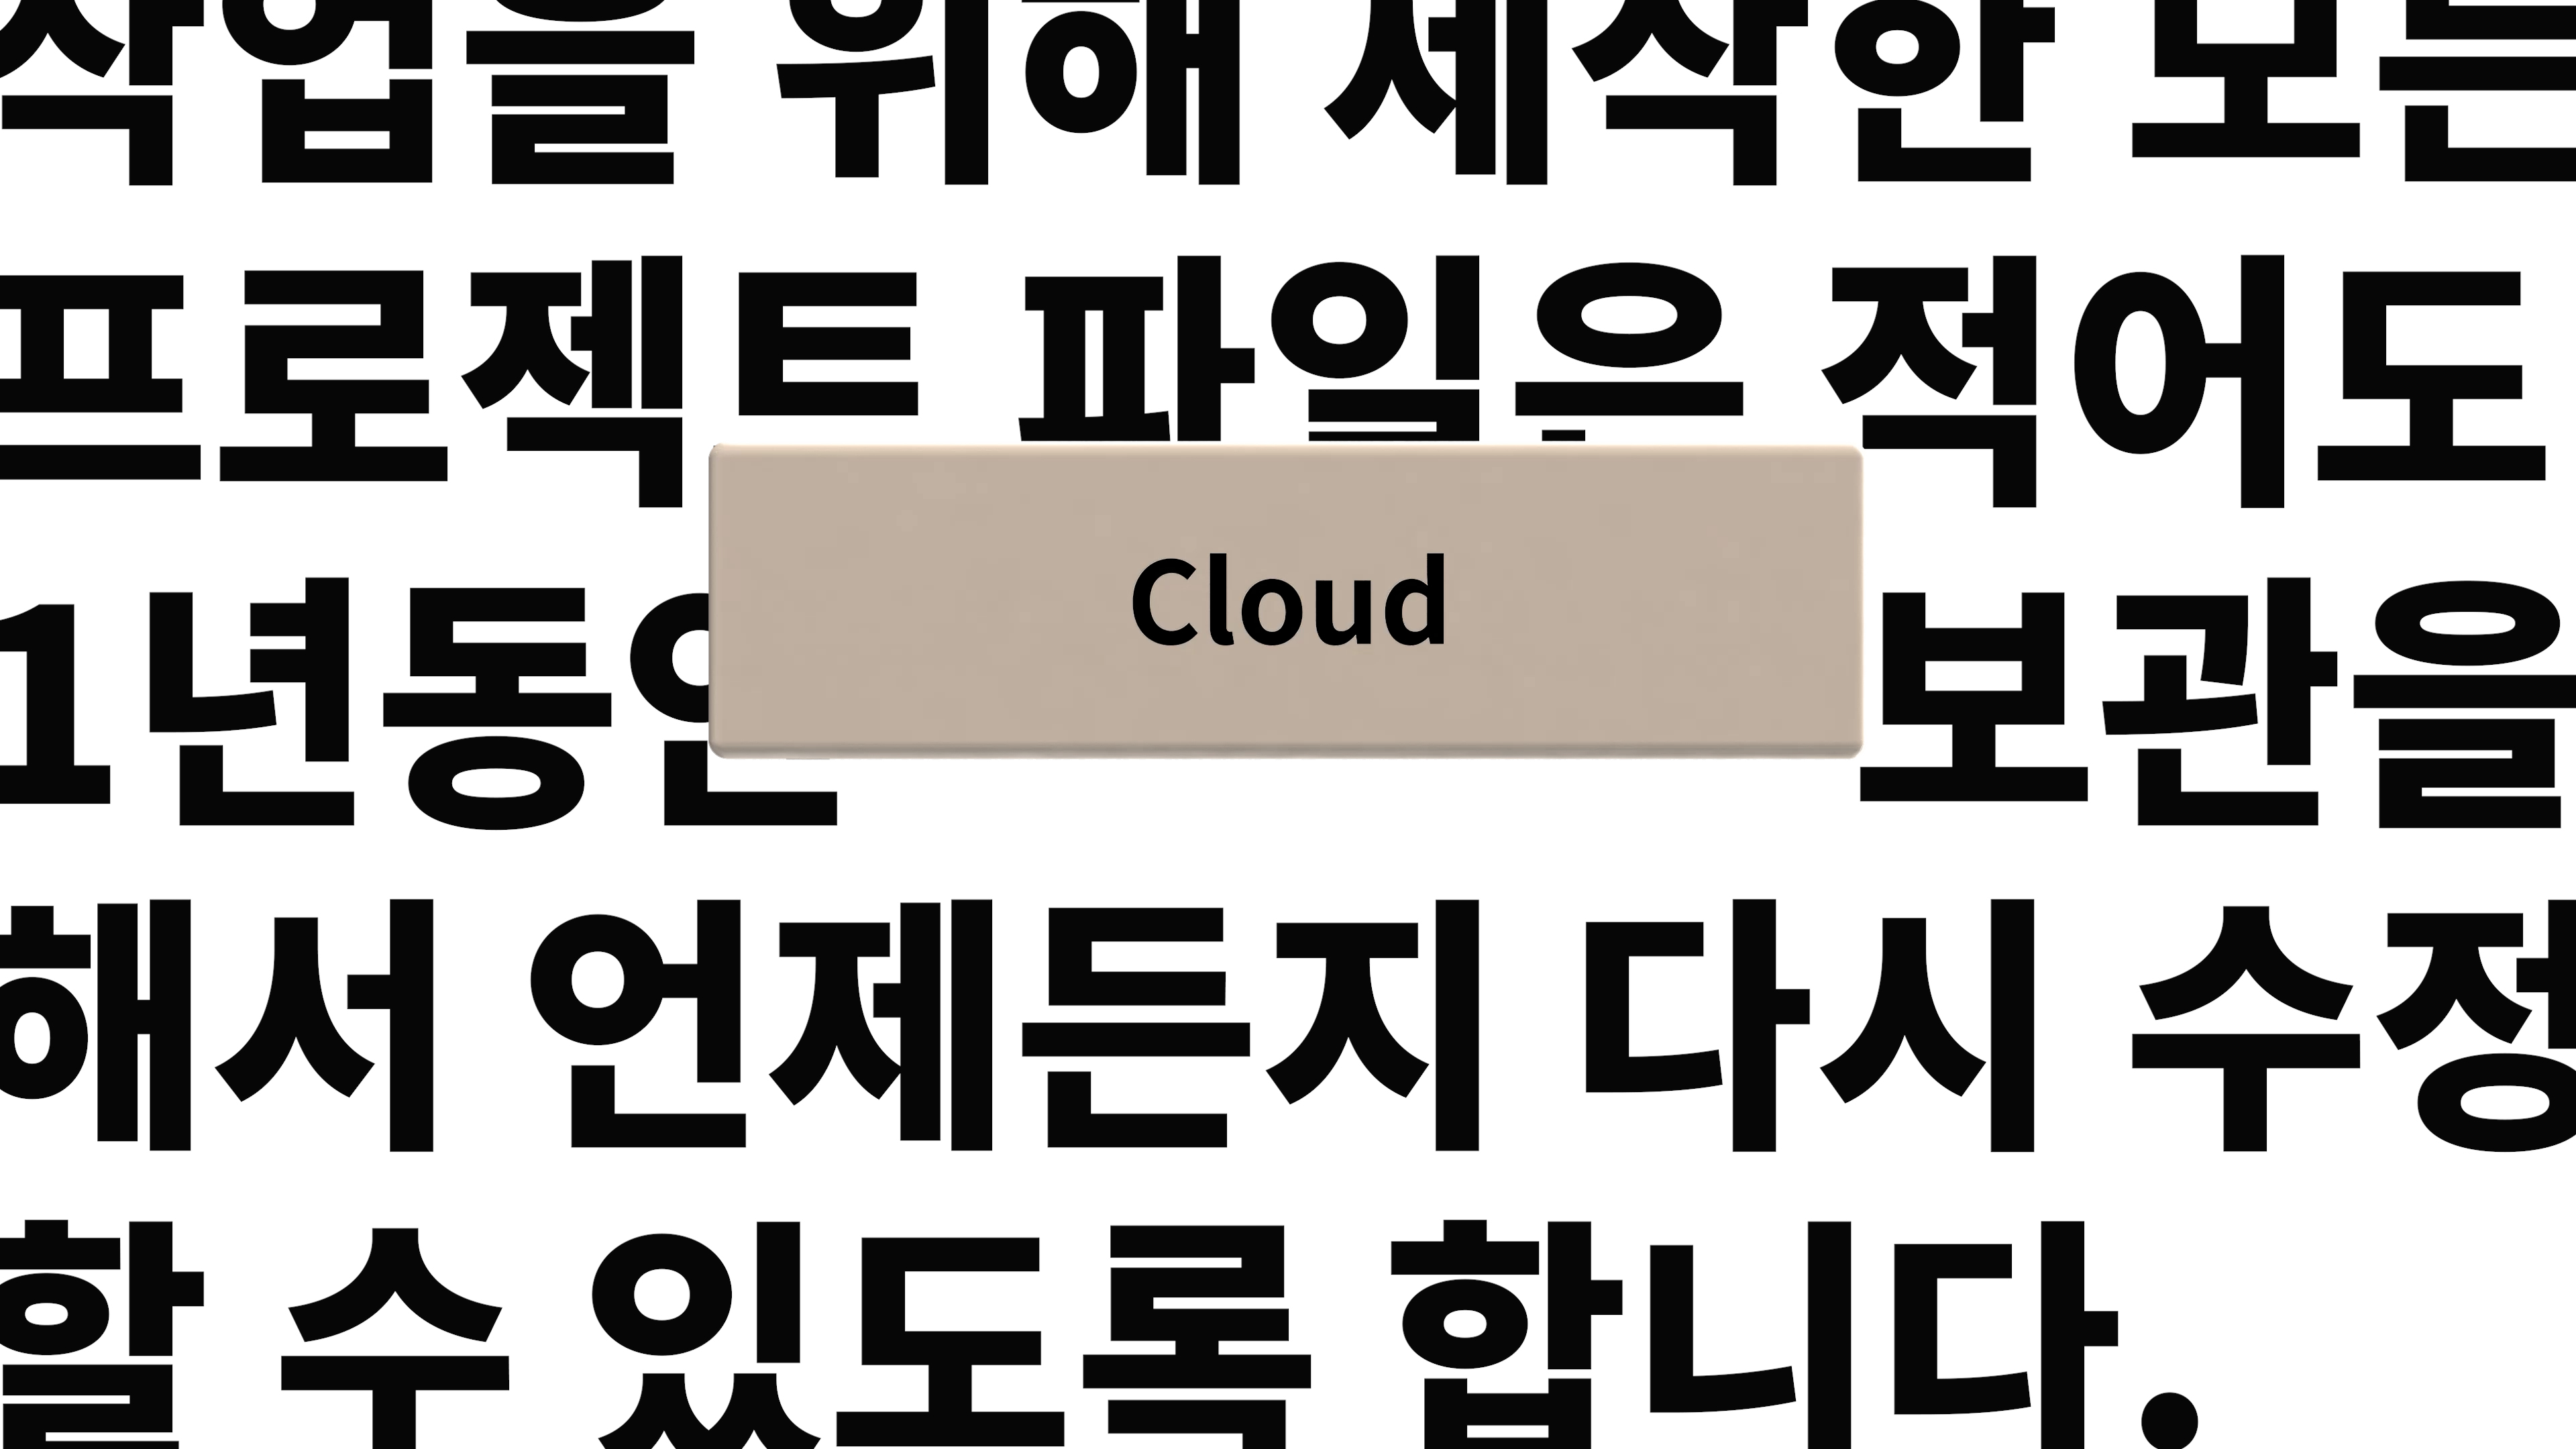 작업을 위해 제작한 모든
프로젝트 파일은 적어도
1년동안 Cloud 보관을
해서 언제든지 다시 수정
할 수 있도록 합니다.